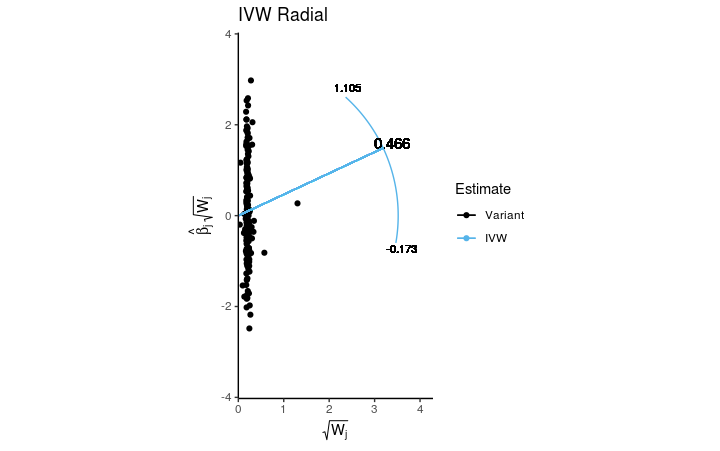 IVW Radial
4
2
0
-2
-4
β̂ⱼ√Wⱼ
1.105
0.466
-0.173
0 1 2 3 4
√Wⱼ
Estimate
Variant
IVW